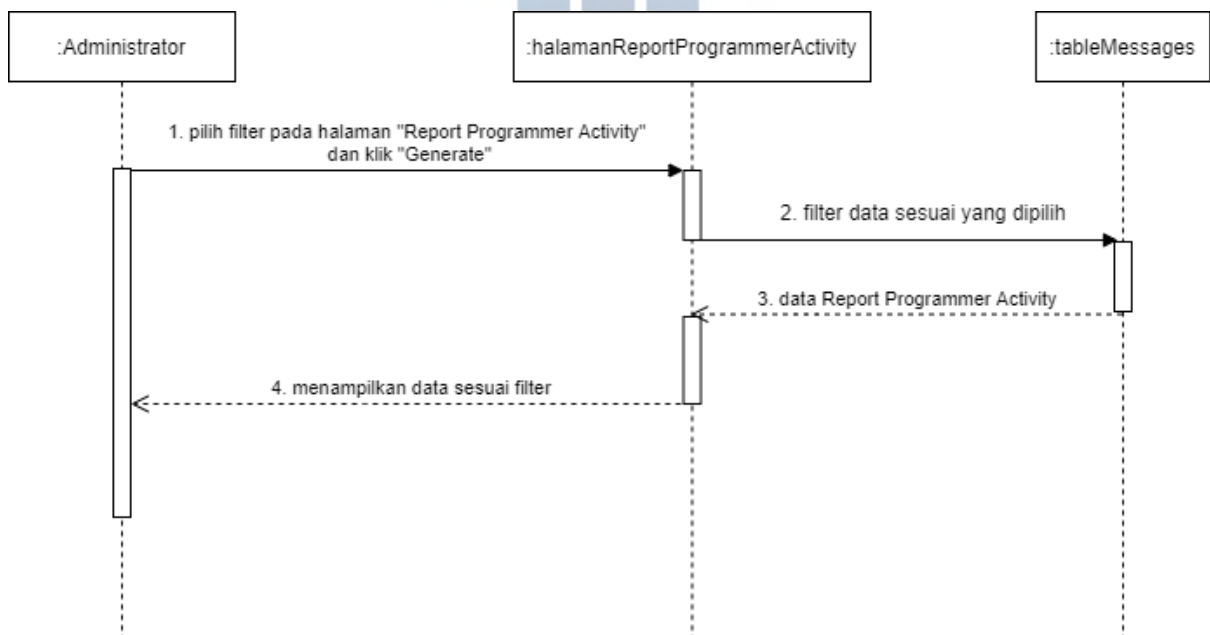 :Administrator
:halamanReportProgrammerActivity
:tableMessages
1. pilih filter pada halaman "Report Programmer Activity"
dan klik "Generate"
2. filter data sesuai yang dipilih
3. data Report Programmer Activity
4. menampilkan data sesuai filter